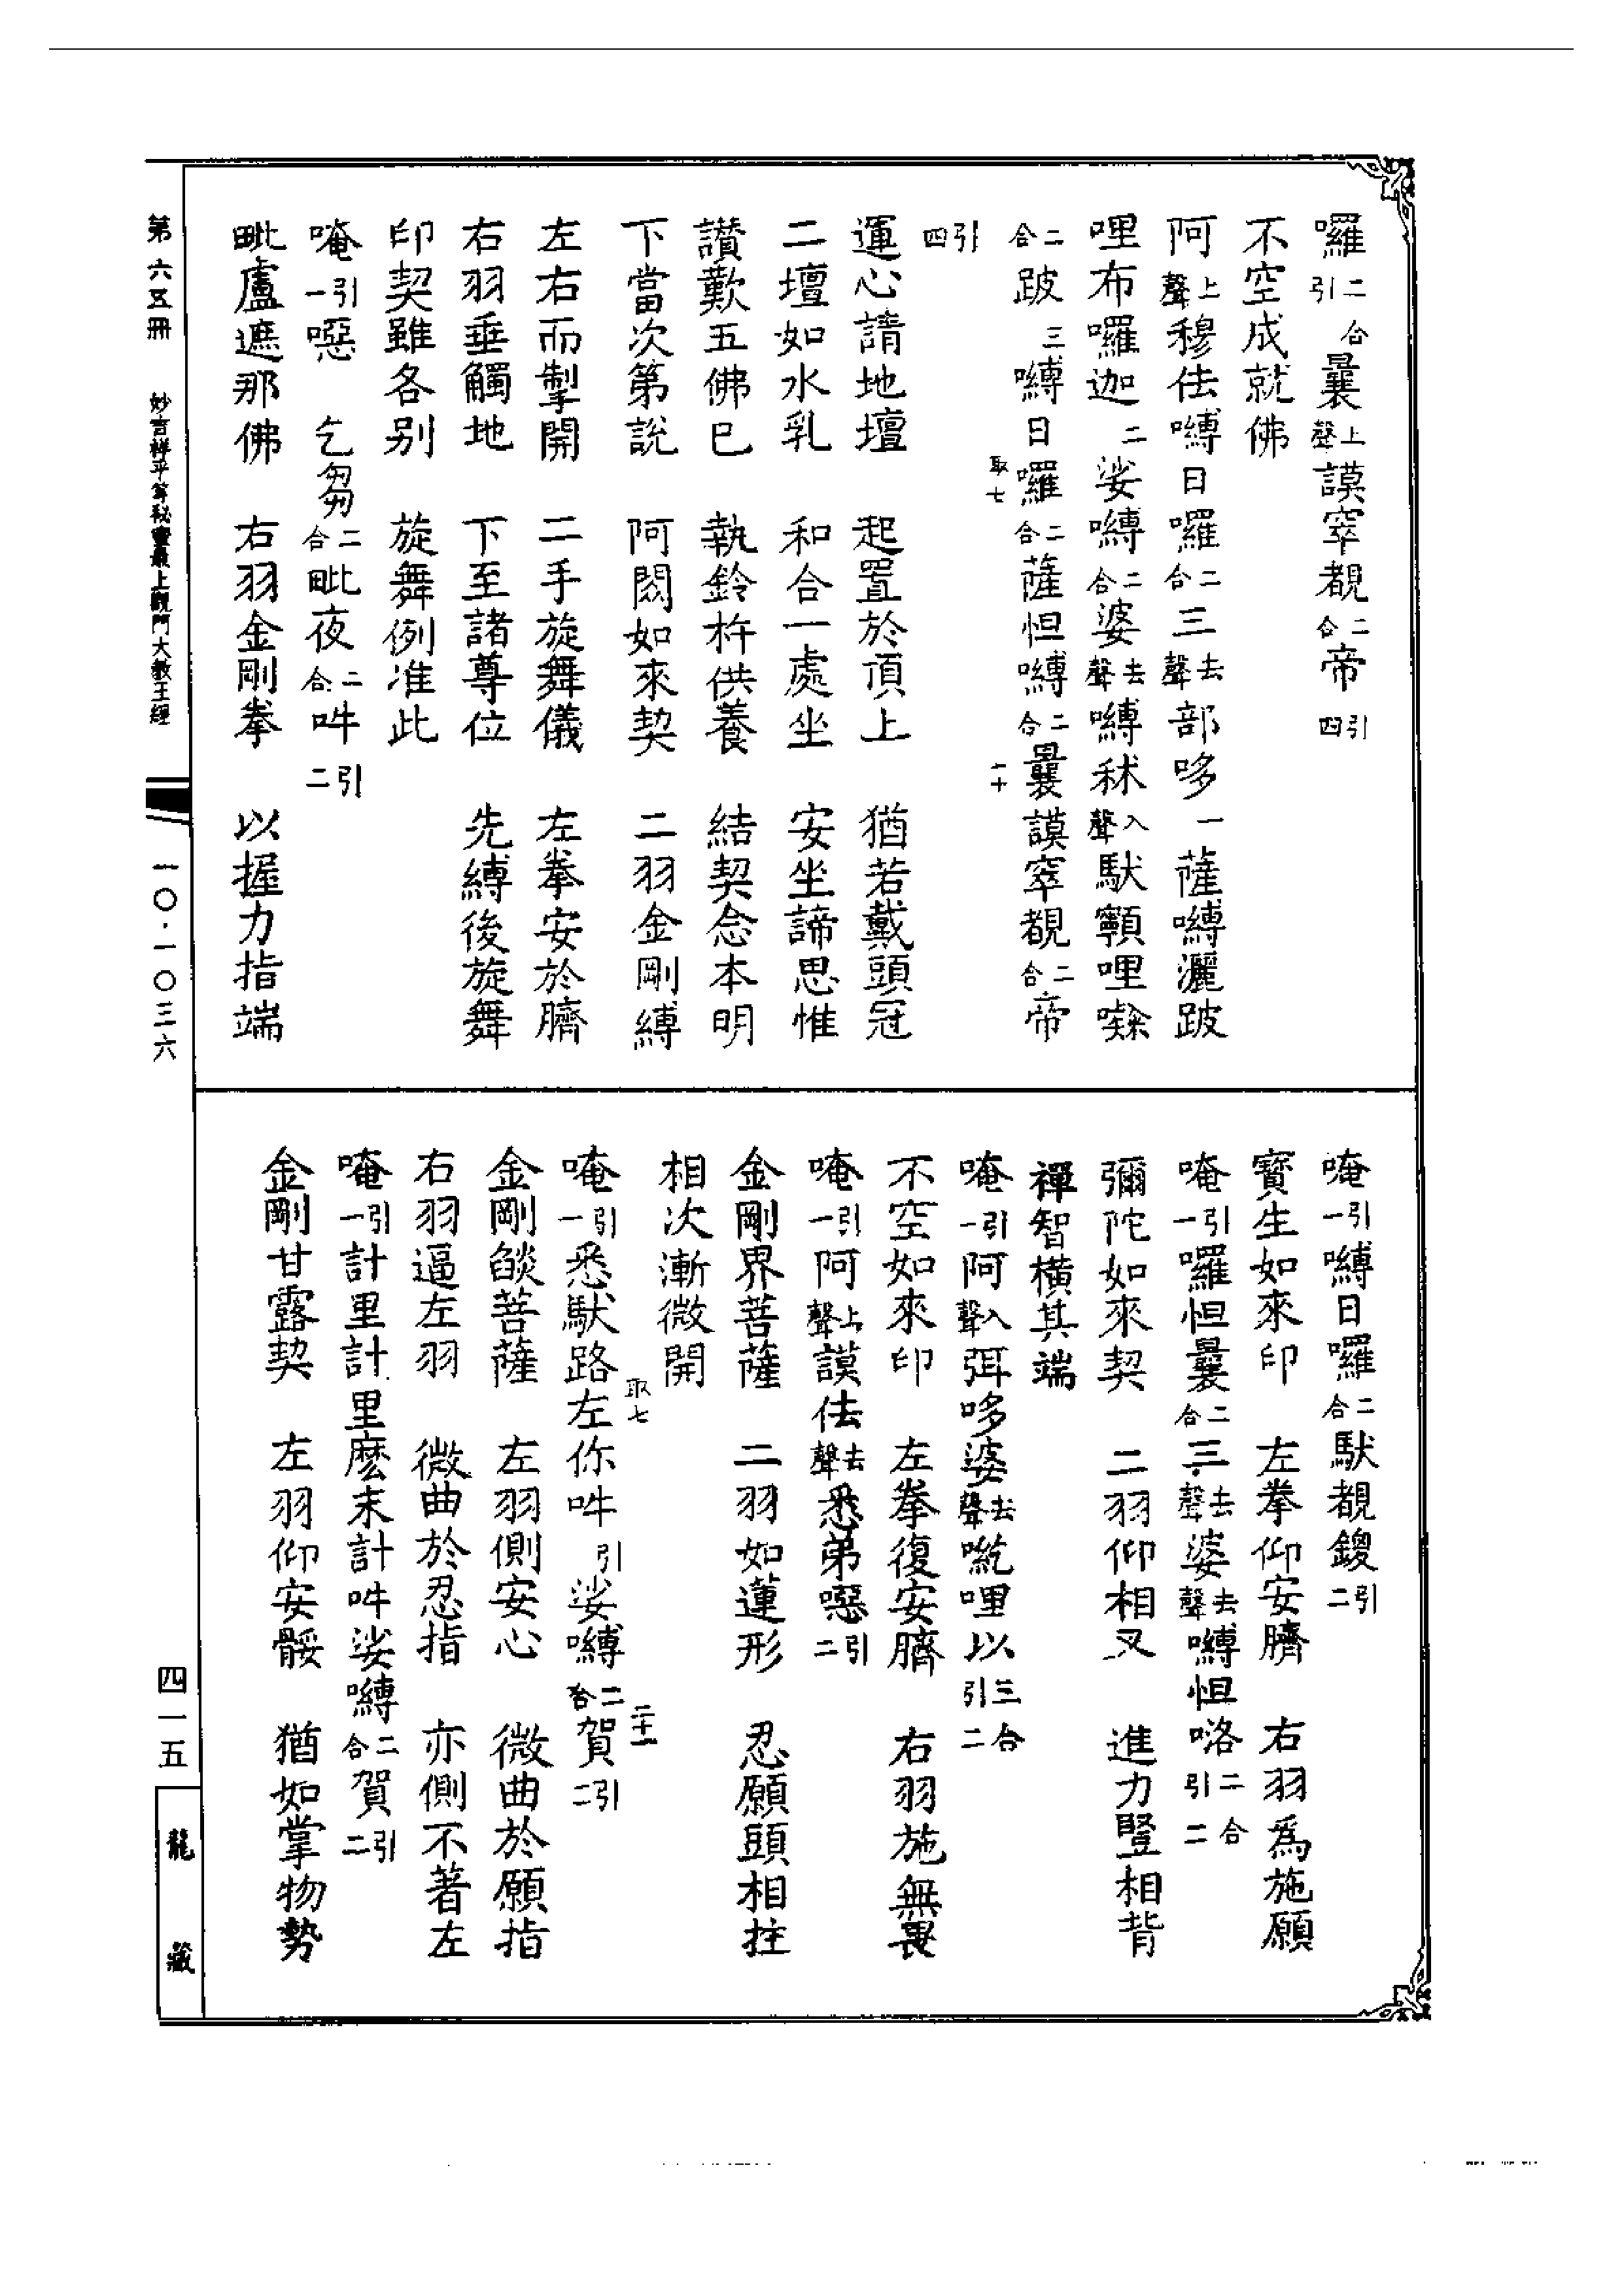 囉二合引曩上聲謨窣覩二合帝引四
不空成就佛
阿上聲穆佉嚩日囉二合三去聲部哆一薩嚩灑跛
哩布囉迦二娑嚩二合婆去聲嚩秫入聲馱顙哩㗚
二合跛三嚩日囉二合薩怛嚩二合曩謨窣覩二合帝
取七 二十
引四
運心請地壇 起置於頂上 猶若戴頭冠
二壇如水乳 和合一處坐 安坐諦思惟
讚歎五佛已 執鈴杵供養 結契念本明
下當次第說 阿閦如來契 二羽金剛縛
左右而掣開 二手旋舞儀 左拳安於臍
右羽垂觸地 下至諸尊位 先縛後旋舞
印契雖各別 旋舞例准此
唵引一噁 乞芻二合毗夜二合吽引二
毗盧遮那佛 右羽金剛拳 以握力指端
唵引一嚩日囉二合馱覩鑁引二
寶生如來印 左拳仰安臍 右羽為施願
唵引一囉怛曩二合三去聲婆去聲嚩怛咯二合引二
彌陀如來契 二羽仰相叉 進力豎相背
禪智橫其端
唵引一阿入聲弭哆婆去聲㘕哩以三合引二
不空如來印 左拳復安臍 右羽施無畏
唵引一阿上聲謨佉去聲悉弟噁引二
金剛界菩薩 二羽如蓮形 忍願頭相拄
相次漸微開
取七 二十一
唵引一悉馱路左你吽引娑嚩二合賀引二
金剛燄菩薩 左羽側安心 微曲於願指
右羽逼左羽 微曲於忍指 亦側不著左
唵引一計里計里麼末計吽娑嚩二合賀引二
金剛甘露契 左羽仰安骽 猶如掌物勢
第六五冊 妙吉祥平等秘密最上觀門大教王經 一〇·一〇三六 四一五 龍藏